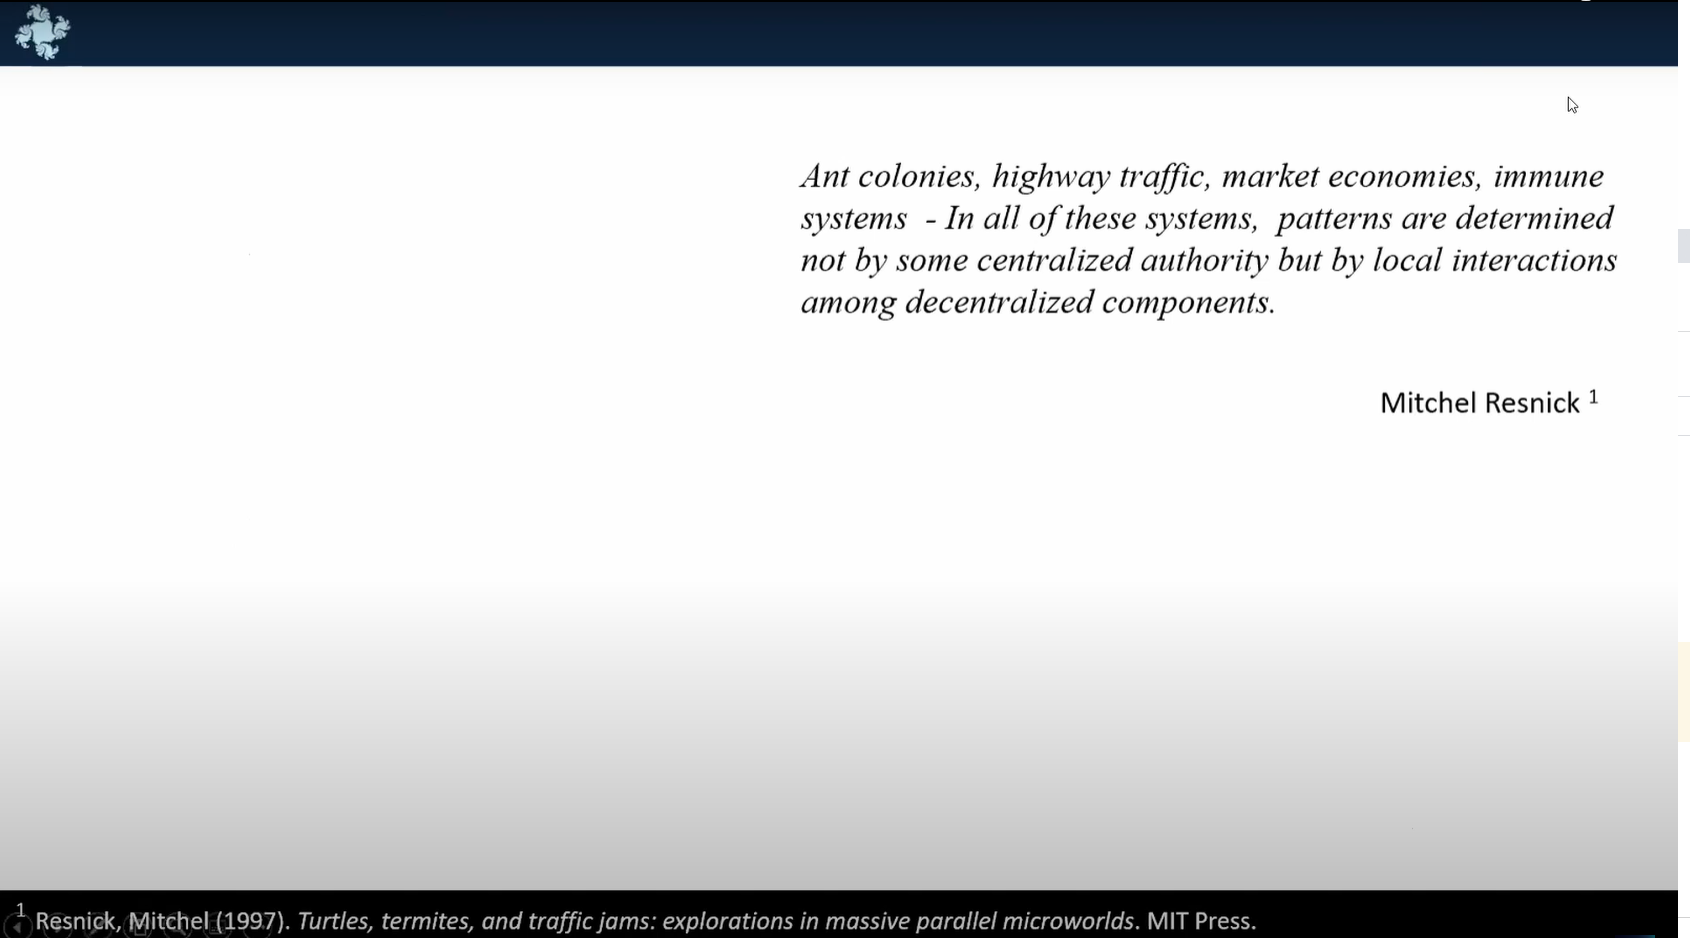 Ant colonies, highway traffic, market economies, immune
systems - In all of these systems, patterns are determined
not by some centralized authority but by local interactions
among decentralized components.
Mitchel Resnick 1
1 Resnick, Mitchel (1997). Turtles, termites, and traffic jams: explorations in massive parallel microworlds. MIT Press.